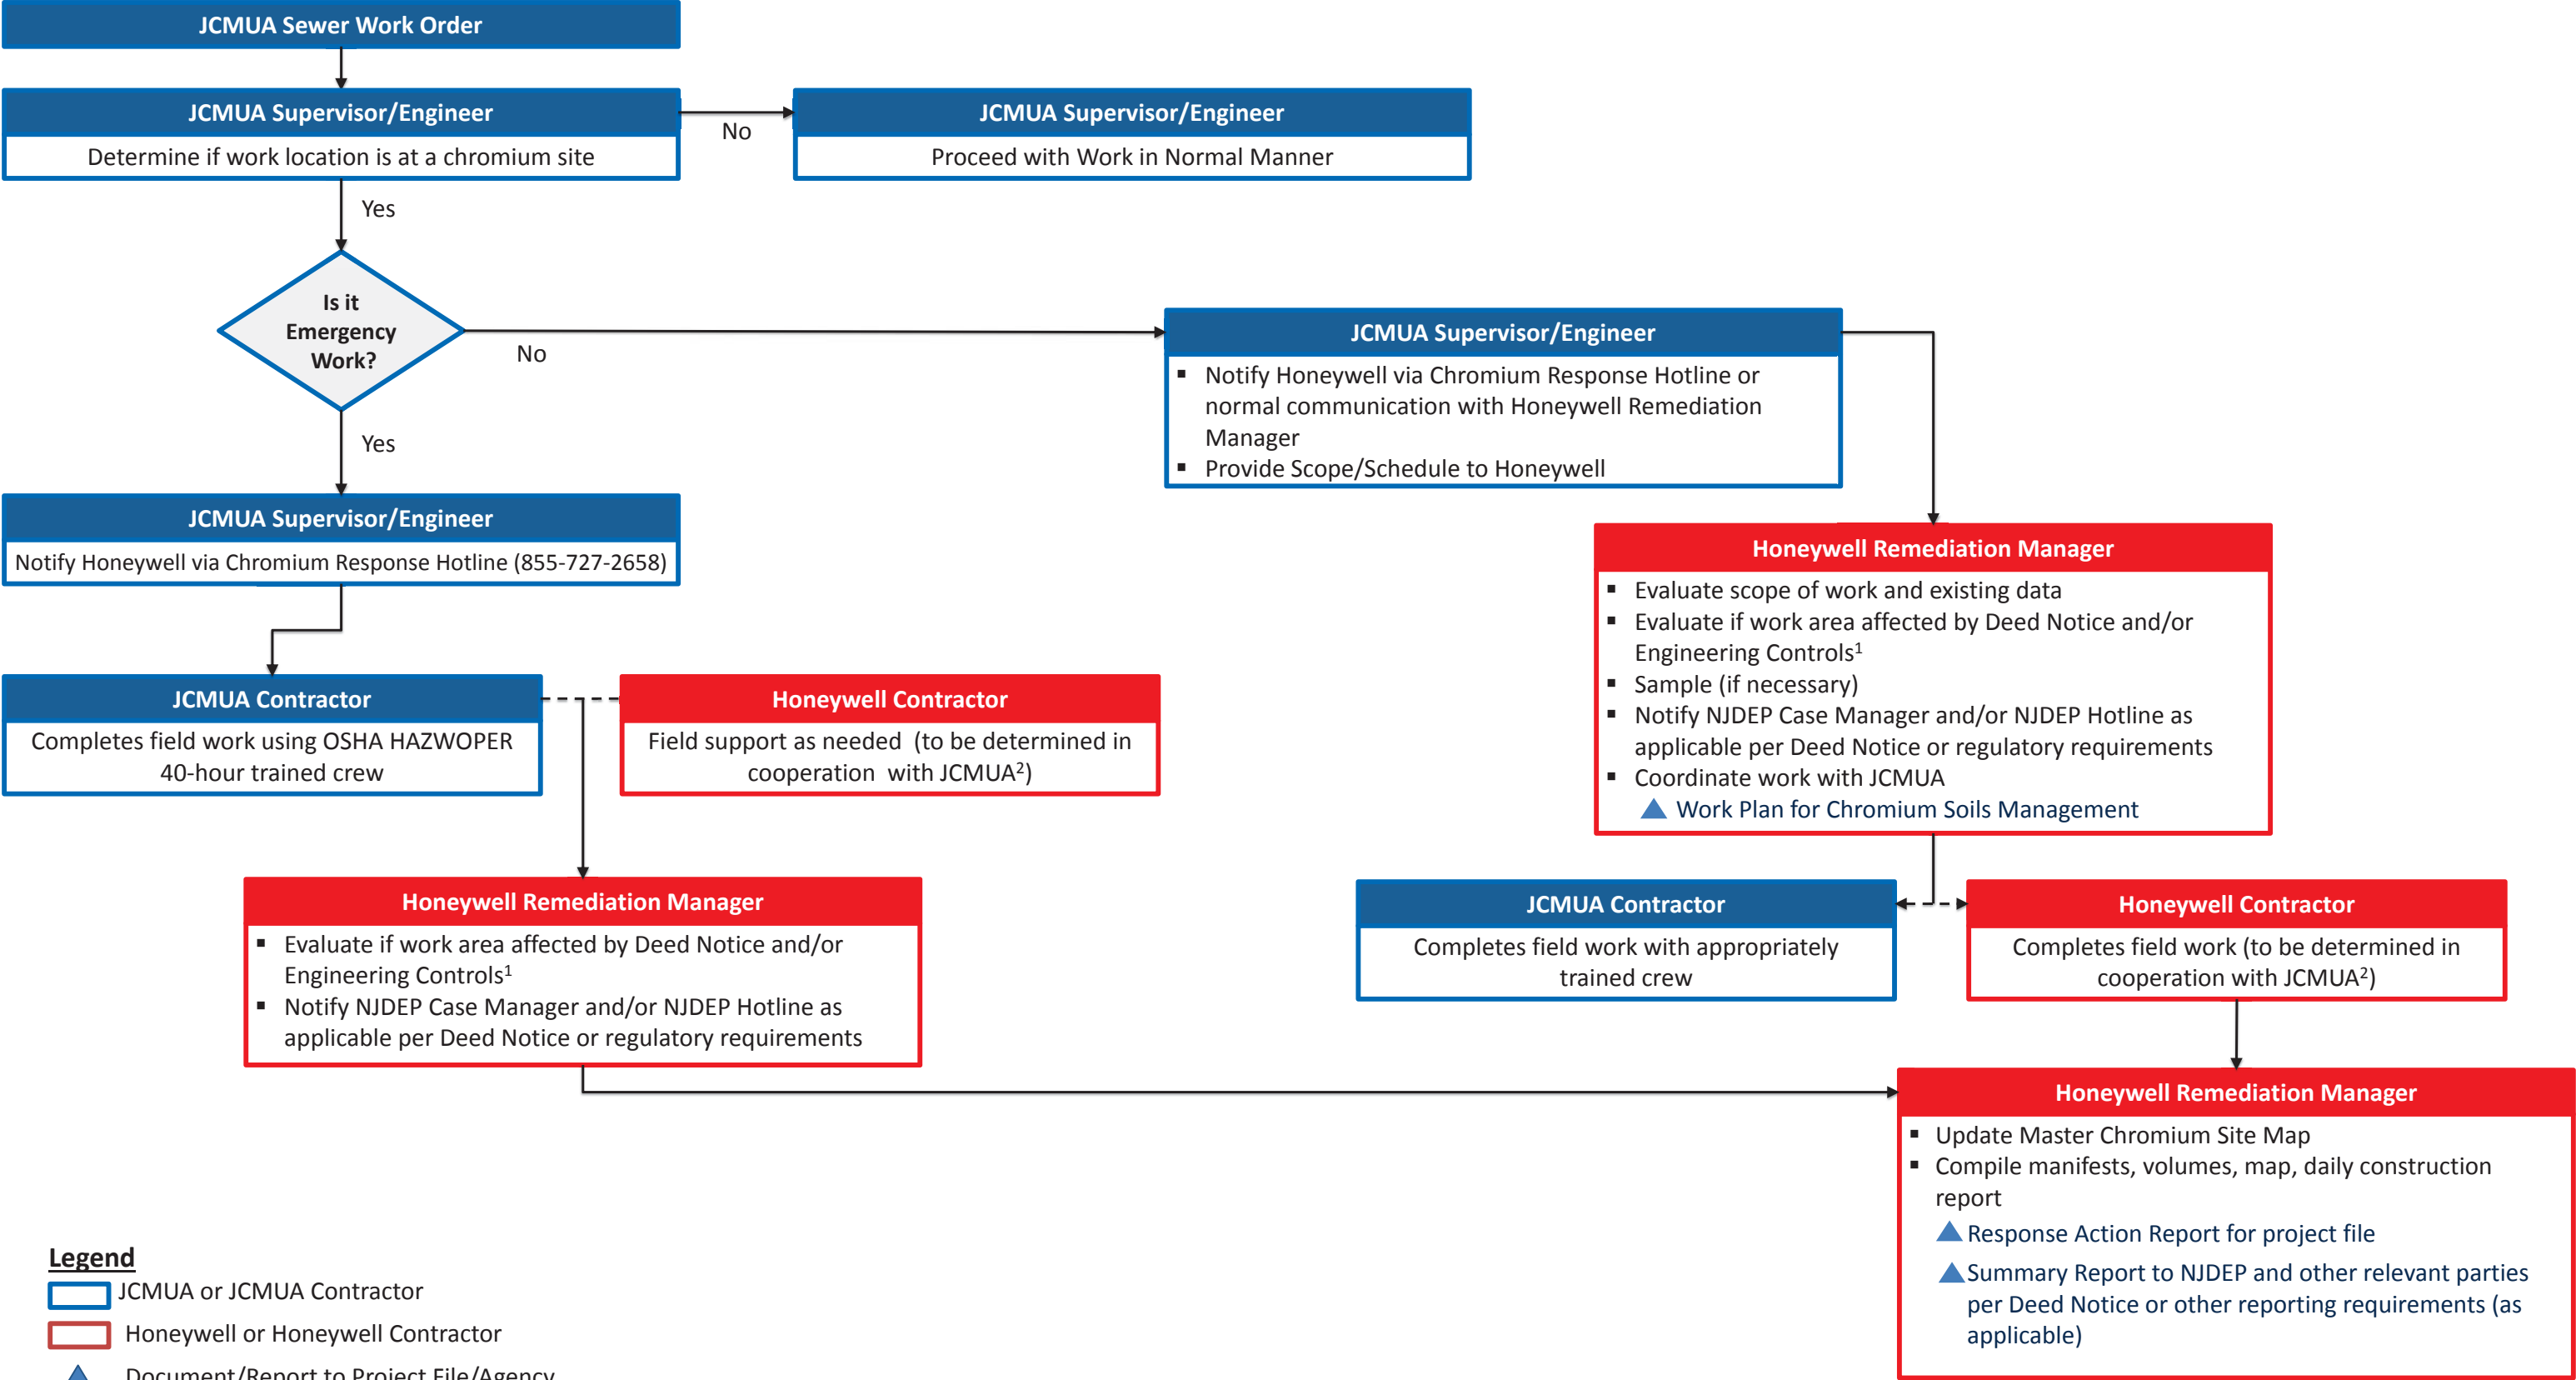 JCMUA Sewer Work Order
JCMUA Supervisor/Engineer
Determine if work location is at a chromium site
No
JCMUA Supervisor/Engineer
Proceed with Work in Normal Manner
Yes
Is it
Emergency
Work?
No
JCMUA Supervisor/Engineer
▪ Notify Honeywell via Chromium Response Hotline or
normal communication with Honeywell Remediation
Manager
▪ Provide Scope/Schedule to Honeywell
Yes
JCMUA Supervisor/Engineer
Notify Honeywell via Chromium Response Hotline (855-727-2658)
Honeywell Remediation Manager
▪ Evaluate scope of work and existing data
▪ Evaluate if work area affected by Deed Notice and/or
Engineering Controls¹
▪ Sample (if necessary)
▪ Notify NJDEP Case Manager and/or NJDEP Hotline as
applicable per Deed Notice or regulatory requirements
▪ Coordinate work with JCMUA
▲ Work Plan for Chromium Soils Management
JCMUA Contractor
Completes field work using OSHA HAZWOPER
40-hour trained crew
Honeywell Contractor
Field support as needed (to be determined in
cooperation with JCMUA²)
Honeywell Remediation Manager
▪ Evaluate if work area affected by Deed Notice and/or
Engineering Controls¹
▪ Notify NJDEP Case Manager and/or NJDEP Hotline as
applicable per Deed Notice or regulatory requirements
JCMUA Contractor
Completes field work with appropriately
trained crew
Honeywell Contractor
Completes field work (to be determined in
cooperation with JCMUA²)
Honeywell Remediation Manager
▪ Update Master Chromium Site Map
▪ Compile manifests, volumes, map, daily construction
report
▲ Response Action Report for project file
▲ Summary Report to NJDEP and other relevant parties
per Deed Notice or other reporting requirements (as
applicable)
Legend
JCMUA or JCMUA Contractor
Honeywell or Honeywell Contractor
▲ Document/Report to Project File/Agency